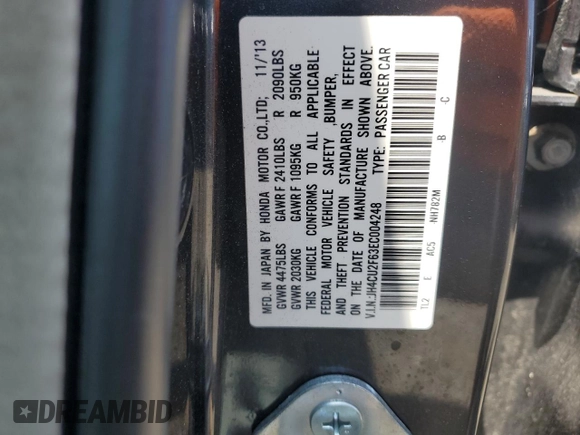 MFD. IN JAPAN BY HONDA MOTOR CO.,LTD; 11/'13
GVWR 4475LBS GAWR F 2410LBS R 2090LBS
GVWR 2030KG GAWR F 1095KG R 950KG
THIS VEHICLE CONFORMS TO ALL APPLICABLE
FEDERAL MOTOR VEHICLE SAFETY ,BUMPER,
AND THEFT PREVENTION STANDARDS IN EFFECT
ON THE DATE OF MANUFACTURE SHOWN ABOVE.
V.I.N.:JH4CU2F63EC004248 TYPE: PASSENGER CAR
TL2 E AC5 NH782M -B -C
DREAMBID